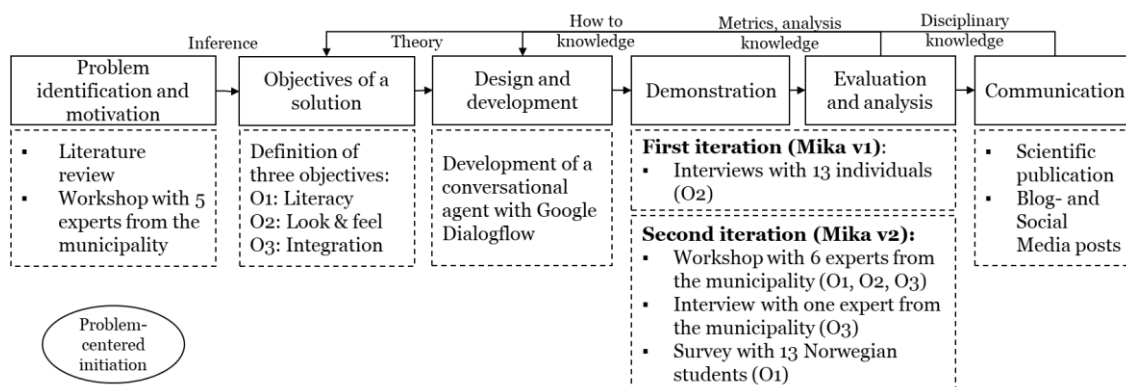 How to
knowledge
Metrics, analysis
knowledge
Disciplinary
knowledge
Inference
Theory
Problem
identification and
motivation
Objectives of a
solution
Design and
development
Demonstration
Evaluation
and analysis
Communication
▪ Literature
review
▪ Workshop with 5
experts from the
municipality
Definition of
three objectives:
O1: Literacy
O2: Look & feel
O3: Integration
Development of a
conversational
agent with Google
Dialogflow
First iteration (Mika v1):
▪ Interviews with 13 individuals
(O2)
Second iteration (Mika v2):
▪ Workshop with 6 experts from
the municipality (O1, O2, O3)
▪ Interview with one expert from
the municipality (O3)
▪ Survey with 13 Norwegian
students (O1)
▪ Scientific
publication
▪ Blog- and
Social
Media posts
Problem-
centered
initiation